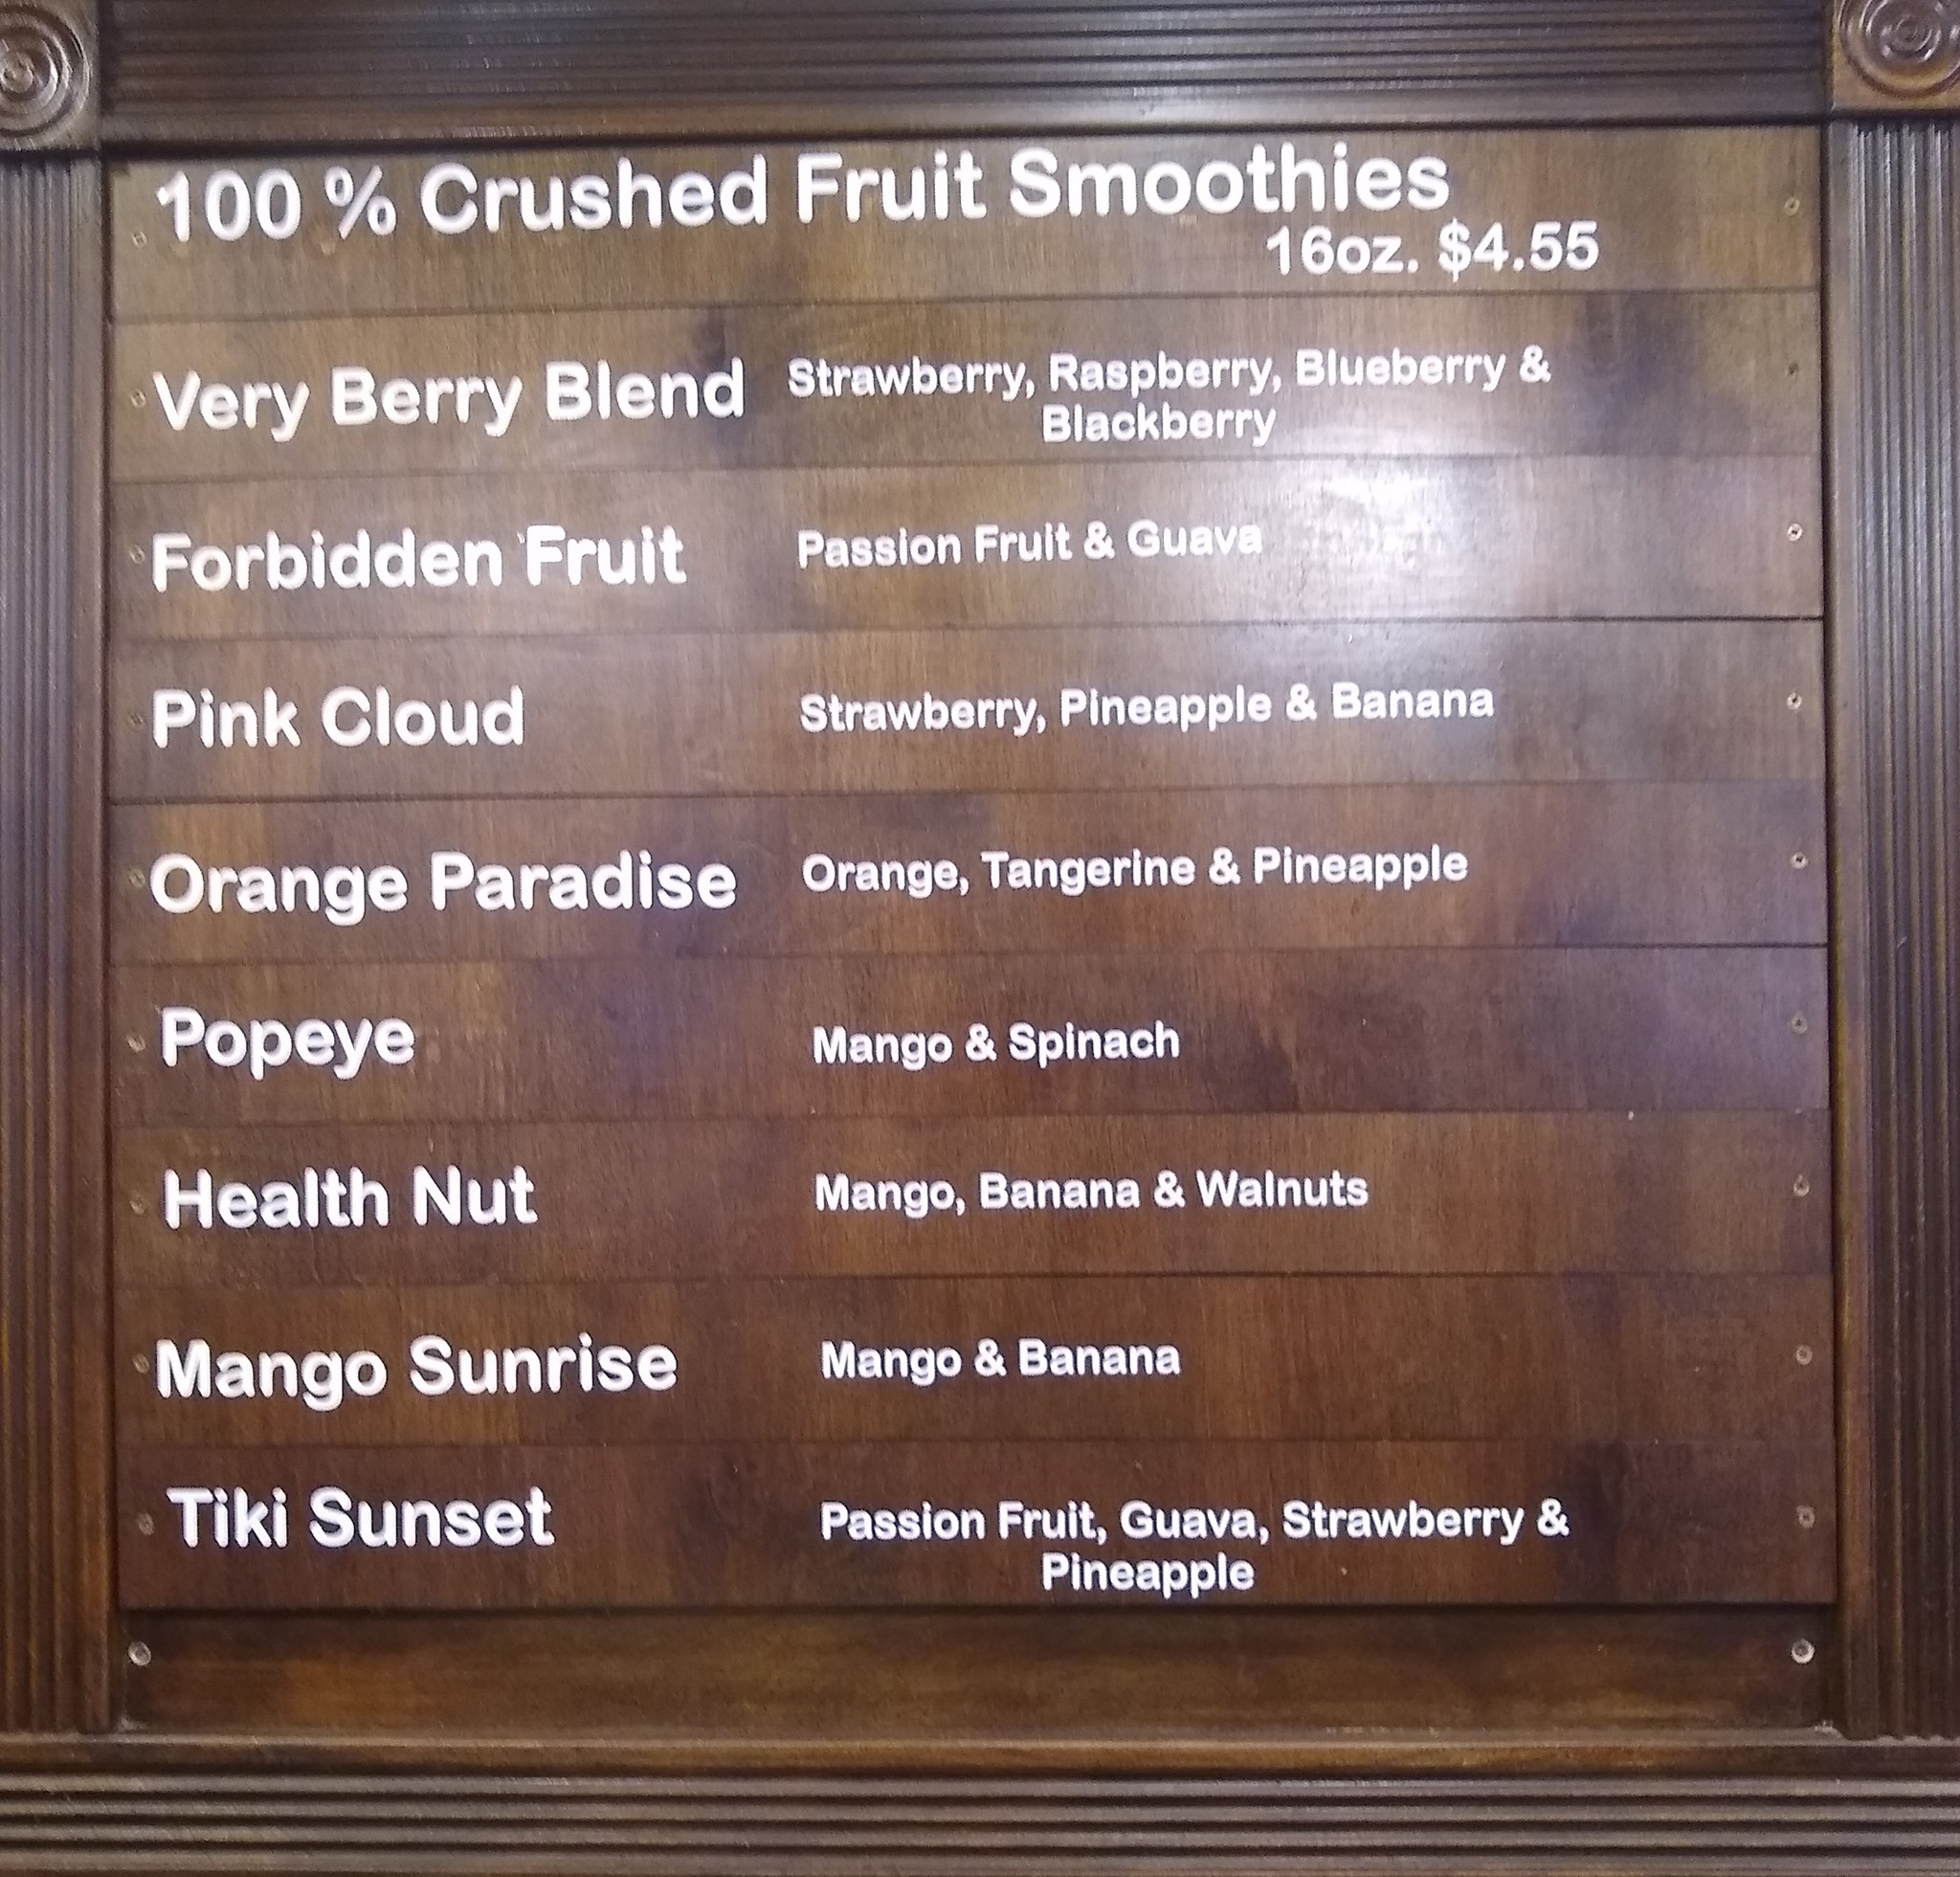 100 % Crushed Fruit Smoothies
16oz. $4.55
Very Berry Blend Strawberry, Raspberry, Blueberry &
Blackberry
Forbidden Fruit Passion Fruit & Guava
Pink Cloud Strawberry, Pineapple & Banana
Orange Paradise Orange, Tangerine & Pineapple
Popeye Mango & Spinach
Health Nut Mango, Banana & Walnuts
Mango Sunrise Mango & Banana
Tiki Sunset Passion Fruit, Guava, Strawberry &
Pineapple